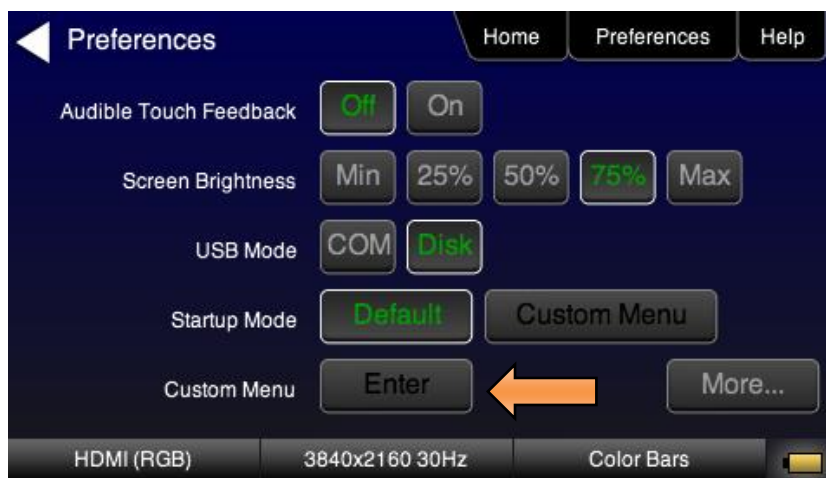 Preferences Home Preferences Help
Audible Touch Feedback Off On
Screen Brightness Min 25% 50% 75% Max
USB Mode COM Disk
Startup Mode Default Custom Menu
Custom Menu Enter More...
HDMI (RGB) 3840x2160 30Hz Color Bars